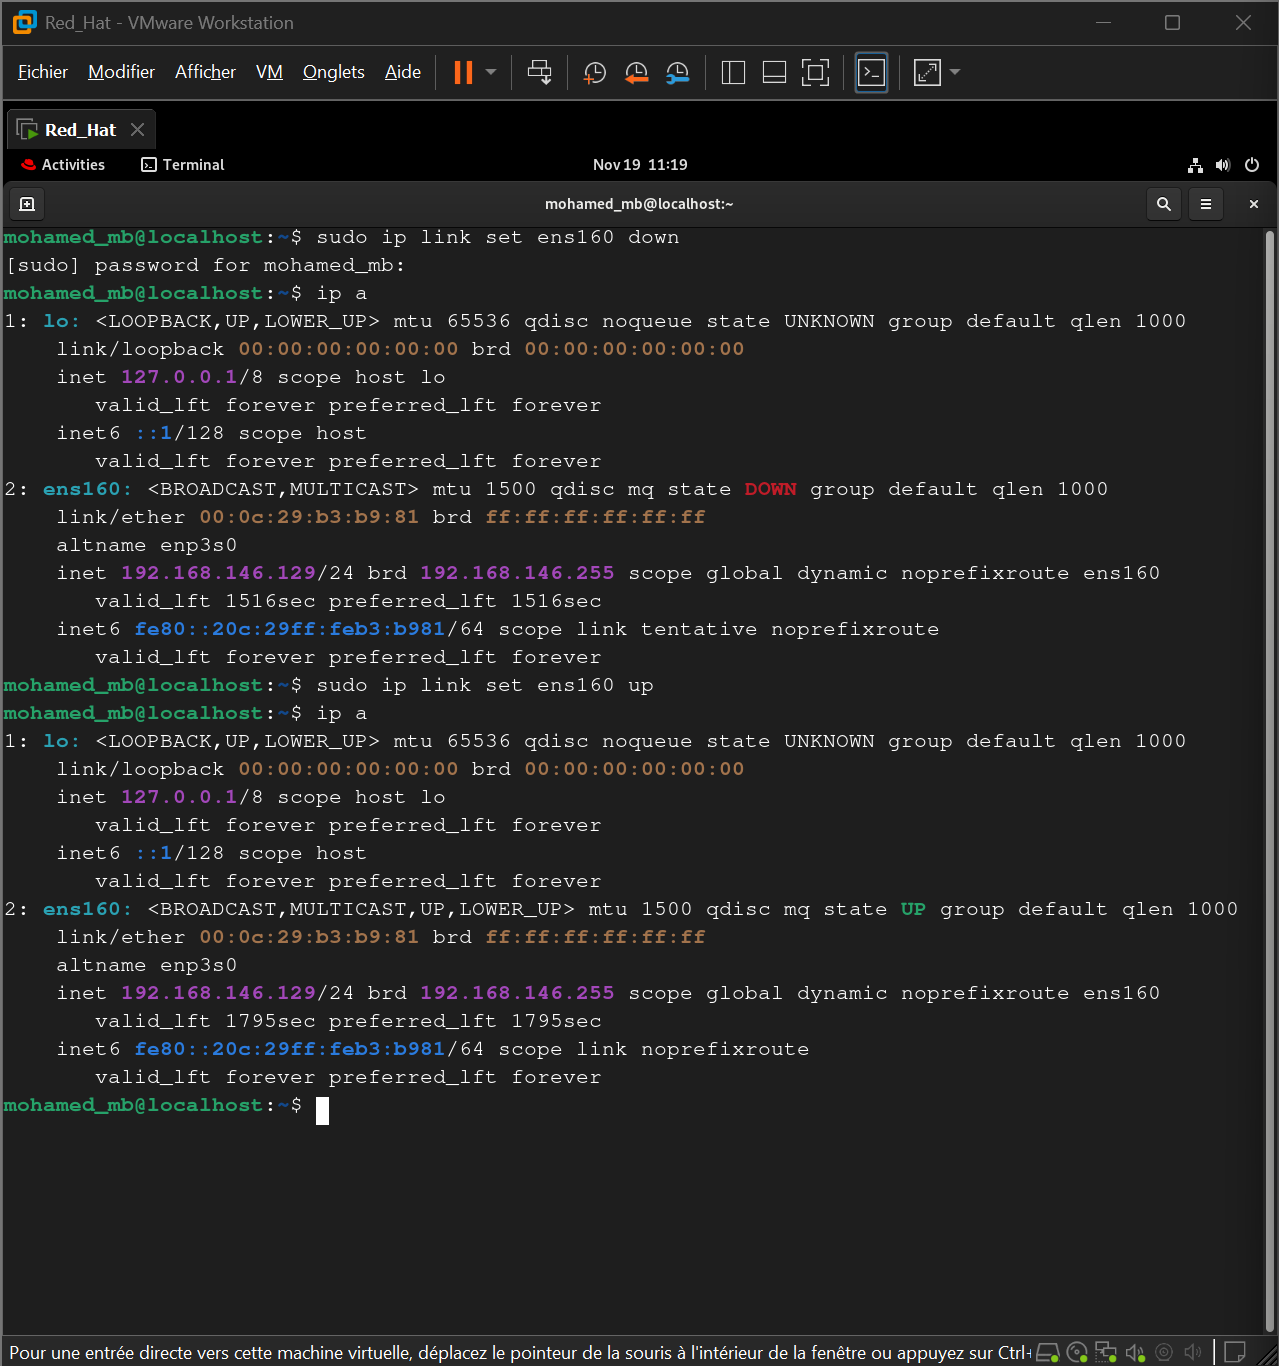 Red_Hat - VMware Workstation
Fichier Modifier Afficher VM Onglets Aide
Red_Hat
Activities Terminal Nov 19 11:19
mohamed_mb@localhost:~
mohamed_mb@localhost:~$ sudo ip link set ens160 down
[sudo] password for mohamed_mb:
mohamed_mb@localhost:~$ ip a
1: lo: <LOOPBACK,UP,LOWER_UP> mtu 65536 qdisc noqueue state UNKNOWN group default qlen 1000
    link/loopback 00:00:00:00:00:00 brd 00:00:00:00:00:00
    inet 127.0.0.1/8 scope host lo
       valid_lft forever preferred_lft forever
    inet6 ::1/128 scope host
       valid_lft forever preferred_lft forever
2: ens160: <BROADCAST,MULTICAST> mtu 1500 qdisc mq state DOWN group default qlen 1000
    link/ether 00:0c:29:b3:b9:81 brd ff:ff:ff:ff:ff:ff
    altname enp3s0
    inet 192.168.146.129/24 brd 192.168.146.255 scope global dynamic noprefixroute ens160
       valid_lft 1516sec preferred_lft 1516sec
    inet6 fe80::20c:29ff:feb3:b981/64 scope link tentative noprefixroute
       valid_lft forever preferred_lft forever
mohamed_mb@localhost:~$ sudo ip link set ens160 up
mohamed_mb@localhost:~$ ip a
1: lo: <LOOPBACK,UP,LOWER_UP> mtu 65536 qdisc noqueue state UNKNOWN group default qlen 1000
    link/loopback 00:00:00:00:00:00 brd 00:00:00:00:00:00
    inet 127.0.0.1/8 scope host lo
       valid_lft forever preferred_lft forever
    inet6 ::1/128 scope host
       valid_lft forever preferred_lft forever
2: ens160: <BROADCAST,MULTICAST,UP,LOWER_UP> mtu 1500 qdisc mq state UP group default qlen 1000
    link/ether 00:0c:29:b3:b9:81 brd ff:ff:ff:ff:ff:ff
    altname enp3s0
    inet 192.168.146.129/24 brd 192.168.146.255 scope global dynamic noprefixroute ens160
       valid_lft 1795sec preferred_lft 1795sec
    inet6 fe80::20c:29ff:feb3:b981/64 scope link noprefixroute
       valid_lft forever preferred_lft forever
mohamed_mb@localhost:~$
Pour une entrée directe vers cette machine virtuelle, déplacez le pointeur de la souris à l'intérieur de la fenêtre ou appuyez sur Ctrl+